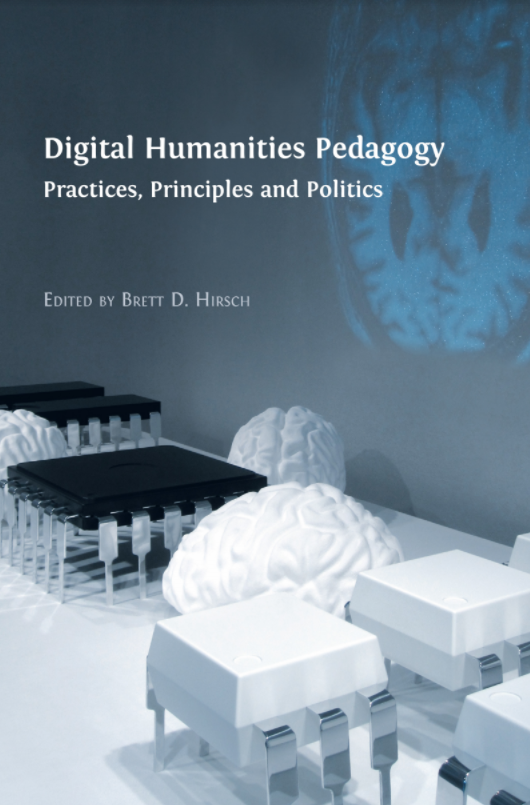 Digital Humanities Pedagogy
Practices, Principles and Politics
Edited by Brett D. Hirsch